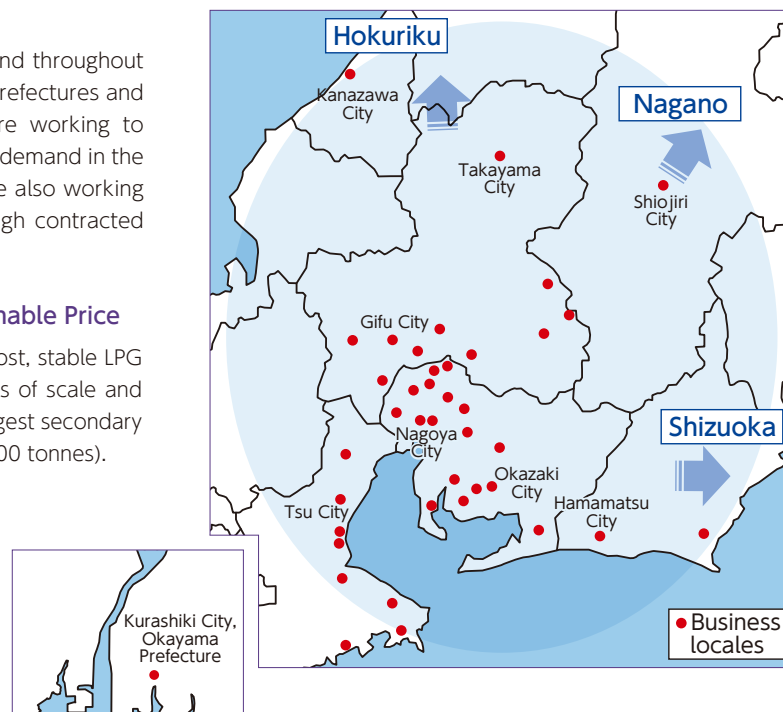 nd throughout
refectures and
re working to
demand in the
e also working
gh contracted
nable Price
ost, stable LPG
s of scale and
gest secondary
00 tonnes).
Hokuriku
Kanazawa
City
Nagano
Takayama
City
Shiojiri
City
Gifu City
Nagoya
City
Shizuoka
Okazaki
City
Tsu City
Hamamatsu
City
Kurashiki City,
Okayama
Prefecture
Business
locales